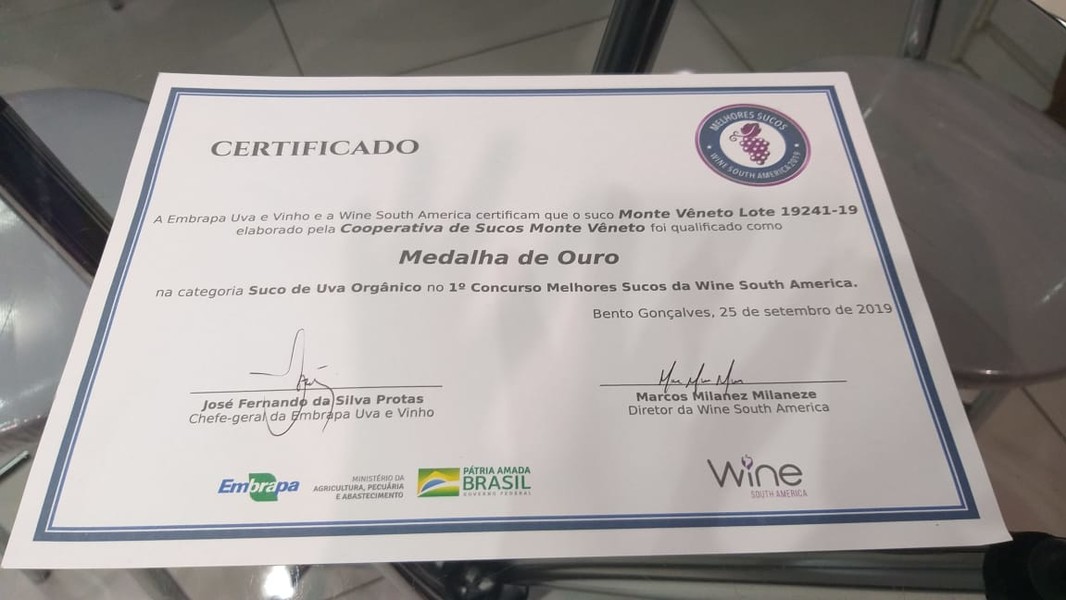 CERTIFICADO
MELHORES SUCOS
WINE SOUTH AMERICA 2019
A Embrapa Uva e Vinho e a Wine South America certificam que o suco Monte Vêneto Lote 19241-19
elaborado pela Cooperativa de Sucos Monte Vêneto foi qualificado como
Medalha de Ouro
na categoria Suco de Uva Orgânico no 1º Concurso Melhores Sucos da Wine South America.
Bento Gonçalves, 25 de setembro de 2019
José Fernando da Silva Protas
Chefe-geral da Embrapa Uva e Vinho
Marcos Milanez Milaneze
Diretor da Wine South America
Embrapa
MINISTÉRIO DA
AGRICULTURA, PECUÁRIA
E ABASTECIMENTO
PÁTRIA AMADA
BRASIL
GOVERNO FEDERAL
Wine
SOUTH AMERICA